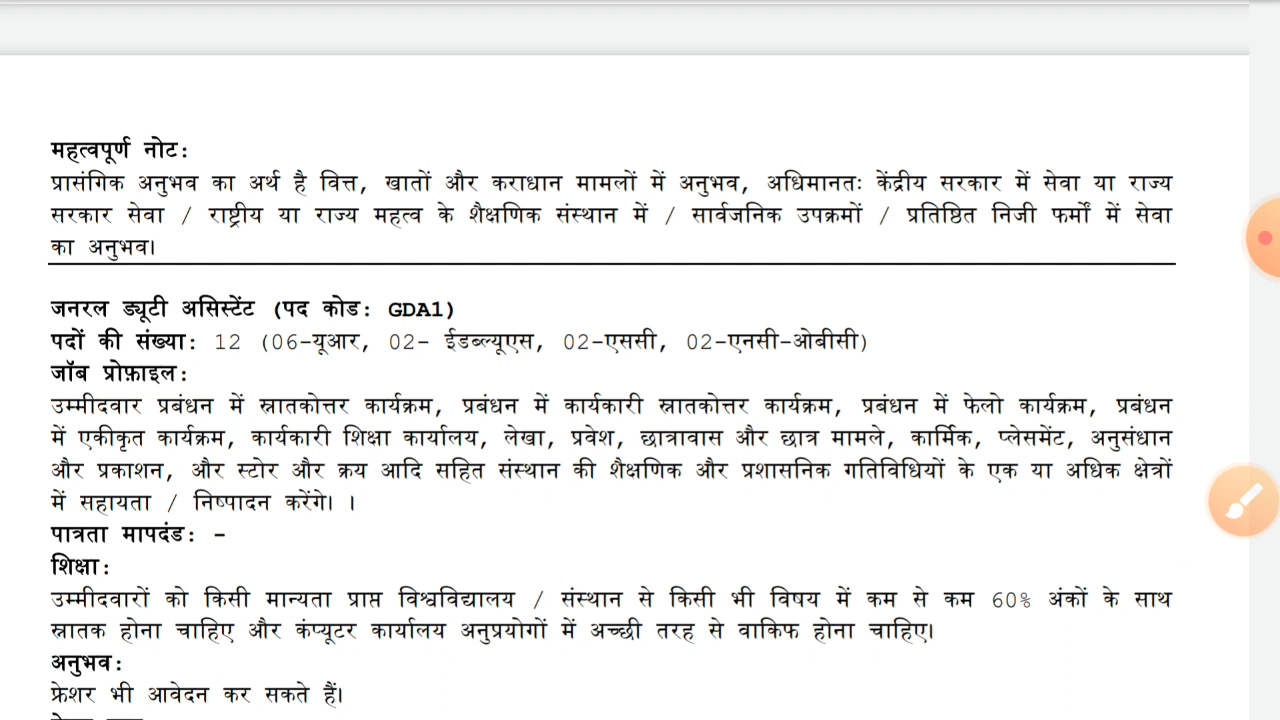 महत्वपूर्ण नोट:
प्रासंगिक अनुभव का अर्थ है वित्त, खातों और कराधान मामलों में अनुभव, अधिमानतः केंद्रीय सरकार में सेवा या राज्य
सरकार सेवा / राष्ट्रीय या राज्य महत्व के शैक्षणिक संस्थान में / सार्वजनिक उपक्रमों / प्रतिष्ठित निजी फर्मों में सेवा
का अनुभव।
जनरल ड्यूटी असिस्टेंट (पद कोड: GDA1)
पदों की संख्या: 12 (06-यूआर, 02- ईडब्ल्यूएस, 02-एससी, 02-एनसी-ओबीसी)
जॉब प्रोफ़ाइल:
उम्मीदवार प्रबंधन में स्नातकोत्तर कार्यक्रम, प्रबंधन में कार्यकारी स्नातकोत्तर कार्यक्रम, प्रबंधन में फेलो कार्यक्रम, प्रबंधन
में एकीकृत कार्यक्रम, कार्यकारी शिक्षा कार्यालय, लेखा, प्रवेश, छात्रावास और छात्र मामले, कार्मिक, प्लेसमेंट, अनुसंधान
और प्रकाशन, और स्टोर और क्रय आदि सहित संस्थान की शैक्षणिक और प्रशासनिक गतिविधियों के एक या अधिक क्षेत्रों
में सहायता / निष्पादन करेंगे। ।
पात्रता मापदंड: -
शिक्षा:
उम्मीदवारों को किसी मान्यता प्राप्त विश्वविद्यालय / संस्थान से किसी भी विषय में कम से कम 60% अंकों के साथ
स्नातक होना चाहिए और कंप्यूटर कार्यालय अनुप्रयोगों में अच्छी तरह से वाकिफ होना चाहिए।
अनुभव:
फ्रेशर भी आवेदन कर सकते हैं।